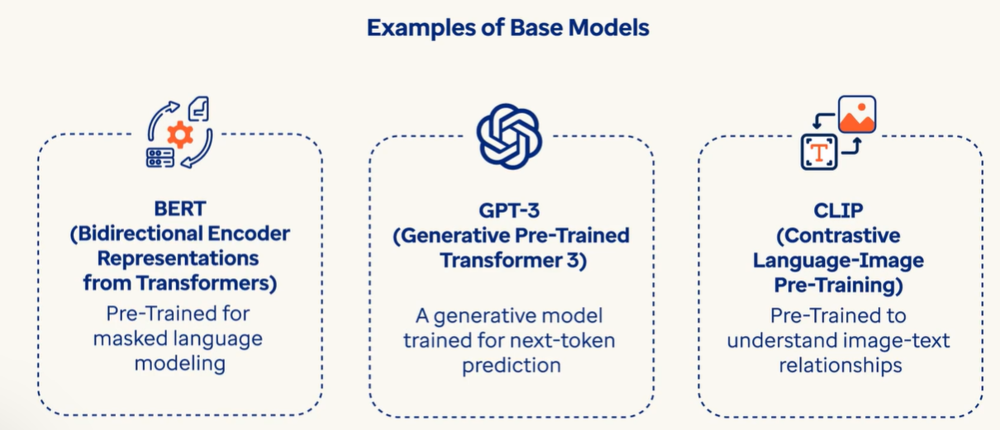 Examples of Base Models
BERT
(Bidirectional Encoder
Representations
from Transformers)
Pre-Trained for
masked language
modeling
GPT-3
(Generative Pre-Trained
Transformer 3)
A generative model
trained for next-token
prediction
T
CLIP
(Contrastive
Language-Image
Pre-Training)
Pre-Trained to
understand image-text
relationships